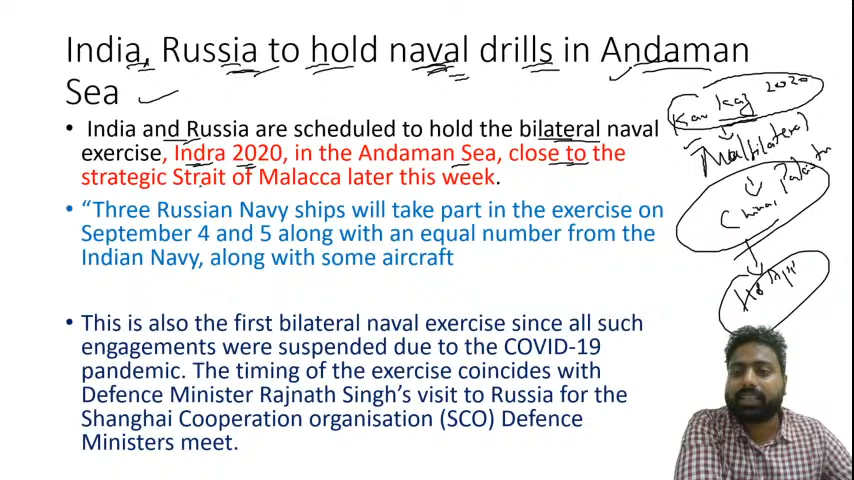 India, Russia to hold naval drills in Andaman
Sea
• India and Russia are scheduled to hold the bilateral naval
exercise, Indra 2020, in the Andaman Sea, close to the
strategic Strait of Malacca later this week.
• “Three Russian Navy ships will take part in the exercise on
September 4 and 5 along with an equal number from the
Indian Navy, along with some aircraft
• This is also the first bilateral naval exercise since all such
engagements were suspended due to the COVID-19
pandemic. The timing of the exercise coincides with
Defence Minister Rajnath Singh’s visit to Russia for the
Shanghai Cooperation organisation (SCO) Defence
Ministers meet.
2020
Multilateral
China,